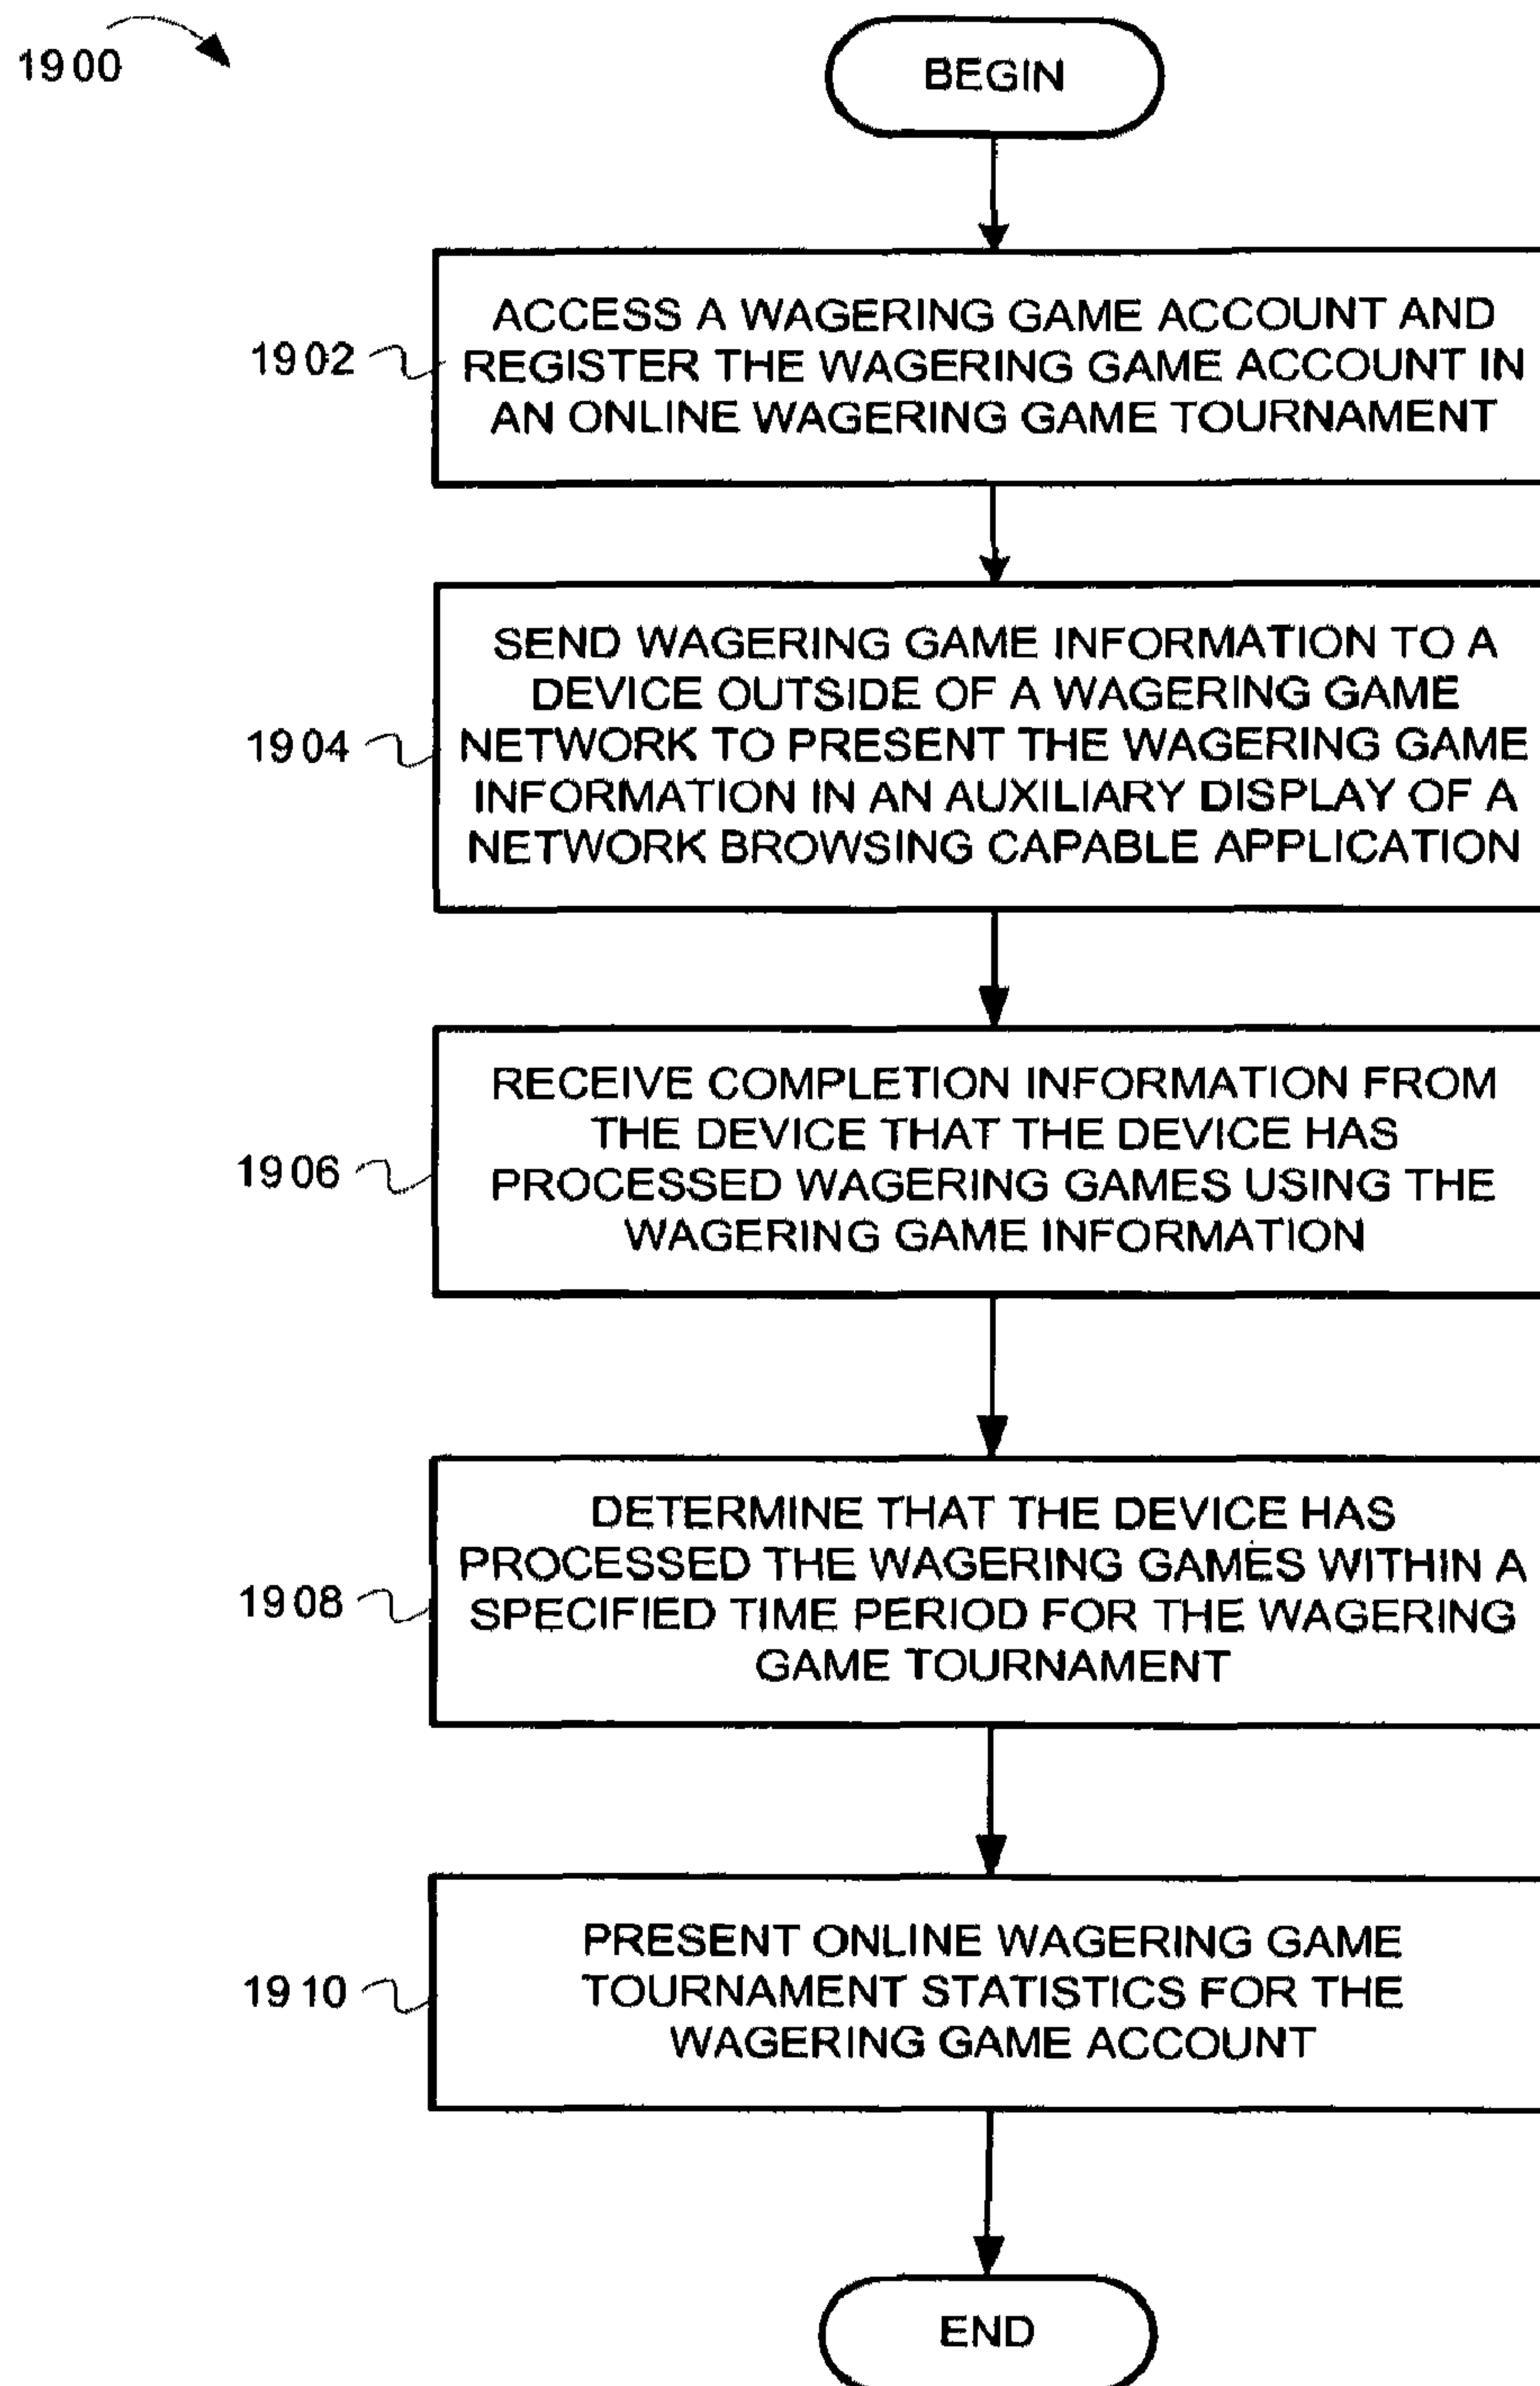 1900
BEGIN
1902
ACCESS A WAGERING GAME ACCOUNT AND
REGISTER THE WAGERING GAME ACCOUNT IN
AN ONLINE WAGERING GAME TOURNAMENT
1904
SEND WAGERING GAME INFORMATION TO A
DEVICE OUTSIDE OF A WAGERING GAME
NETWORK TO PRESENT THE WAGERING GAME
INFORMATION IN AN AUXILIARY DISPLAY OF A
NETWORK BROWSING CAPABLE APPLICATION
1906
RECEIVE COMPLETION INFORMATION FROM
THE DEVICE THAT THE DEVICE HAS
PROCESSED WAGERING GAMES USING THE
WAGERING GAME INFORMATION
1908
DETERMINE THAT THE DEVICE HAS
PROCESSED THE WAGERING GAMES WITHIN A
SPECIFIED TIME PERIOD FOR THE WAGERING
GAME TOURNAMENT
1910
PRESENT ONLINE WAGERING GAME
TOURNAMENT STATISTICS FOR THE
WAGERING GAME ACCOUNT
END